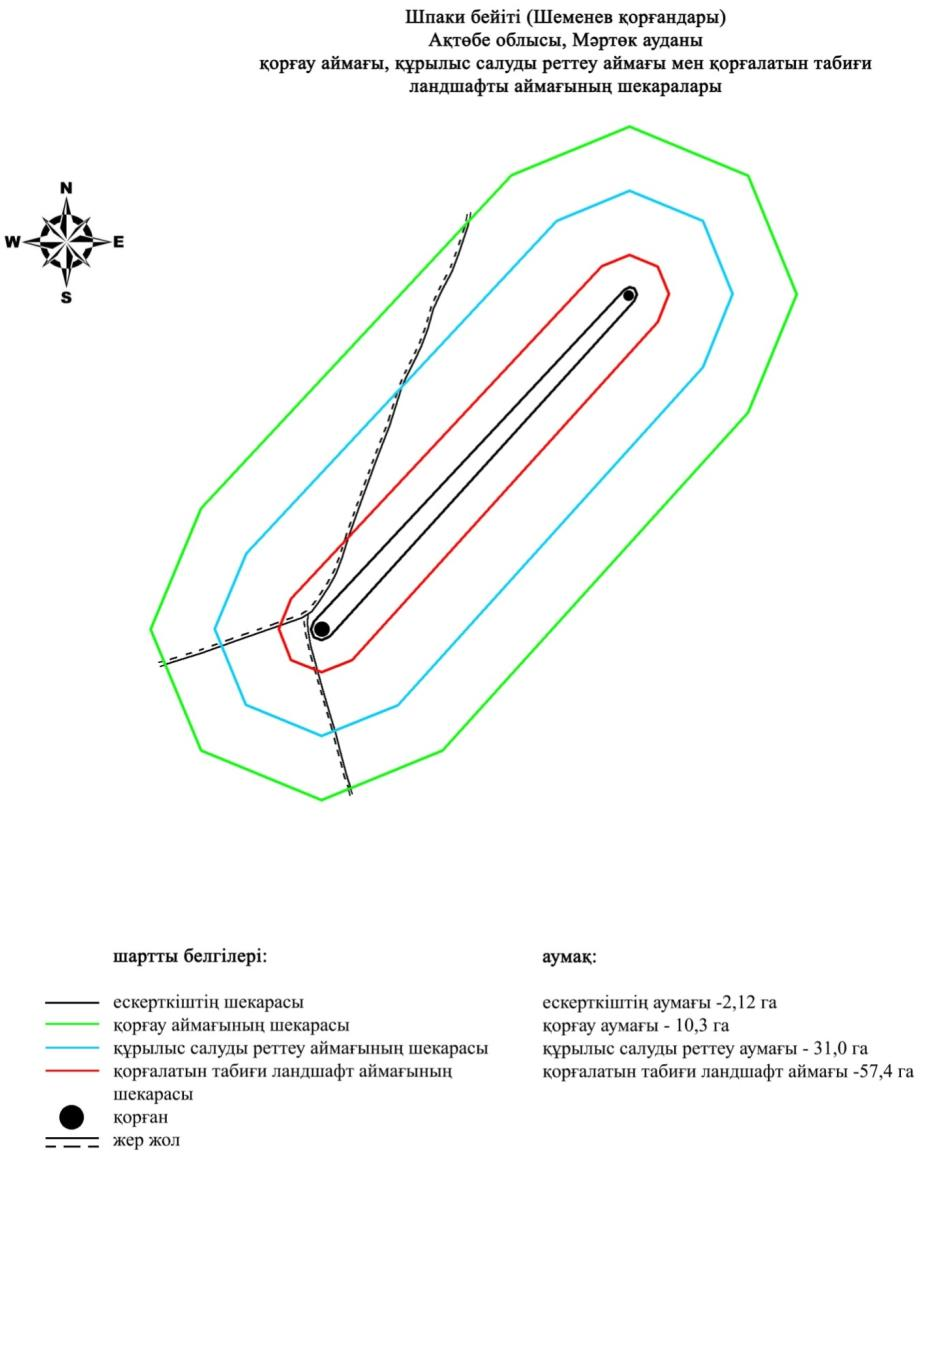 Шпаки бейіті (Шеменев қорғандары)
Ақтөбе облысы, Мәртөк ауданы
қорғау аймағы, құрылыс салуды реттеу аймағы мен қорғалатын табиғи
ландшафты аймағының шекаралары
N
W E
S
шартты белгілері:
ескерткіштің шекарасы
қорғау аймағының шекарасы
құрылыс салуды реттеу аймағының шекарасы
қорғалатын табиғи ландшафт аймағының
шекарасы
қорған
жер жол
аумақ:
ескерткіштің аумағы -2,12 га
қорғау аумағы - 10,3 га
құрылыс салуды реттеу аумағы - 31,0 га
қорғалатын табиғи ландшафт аймағы -57,4 га